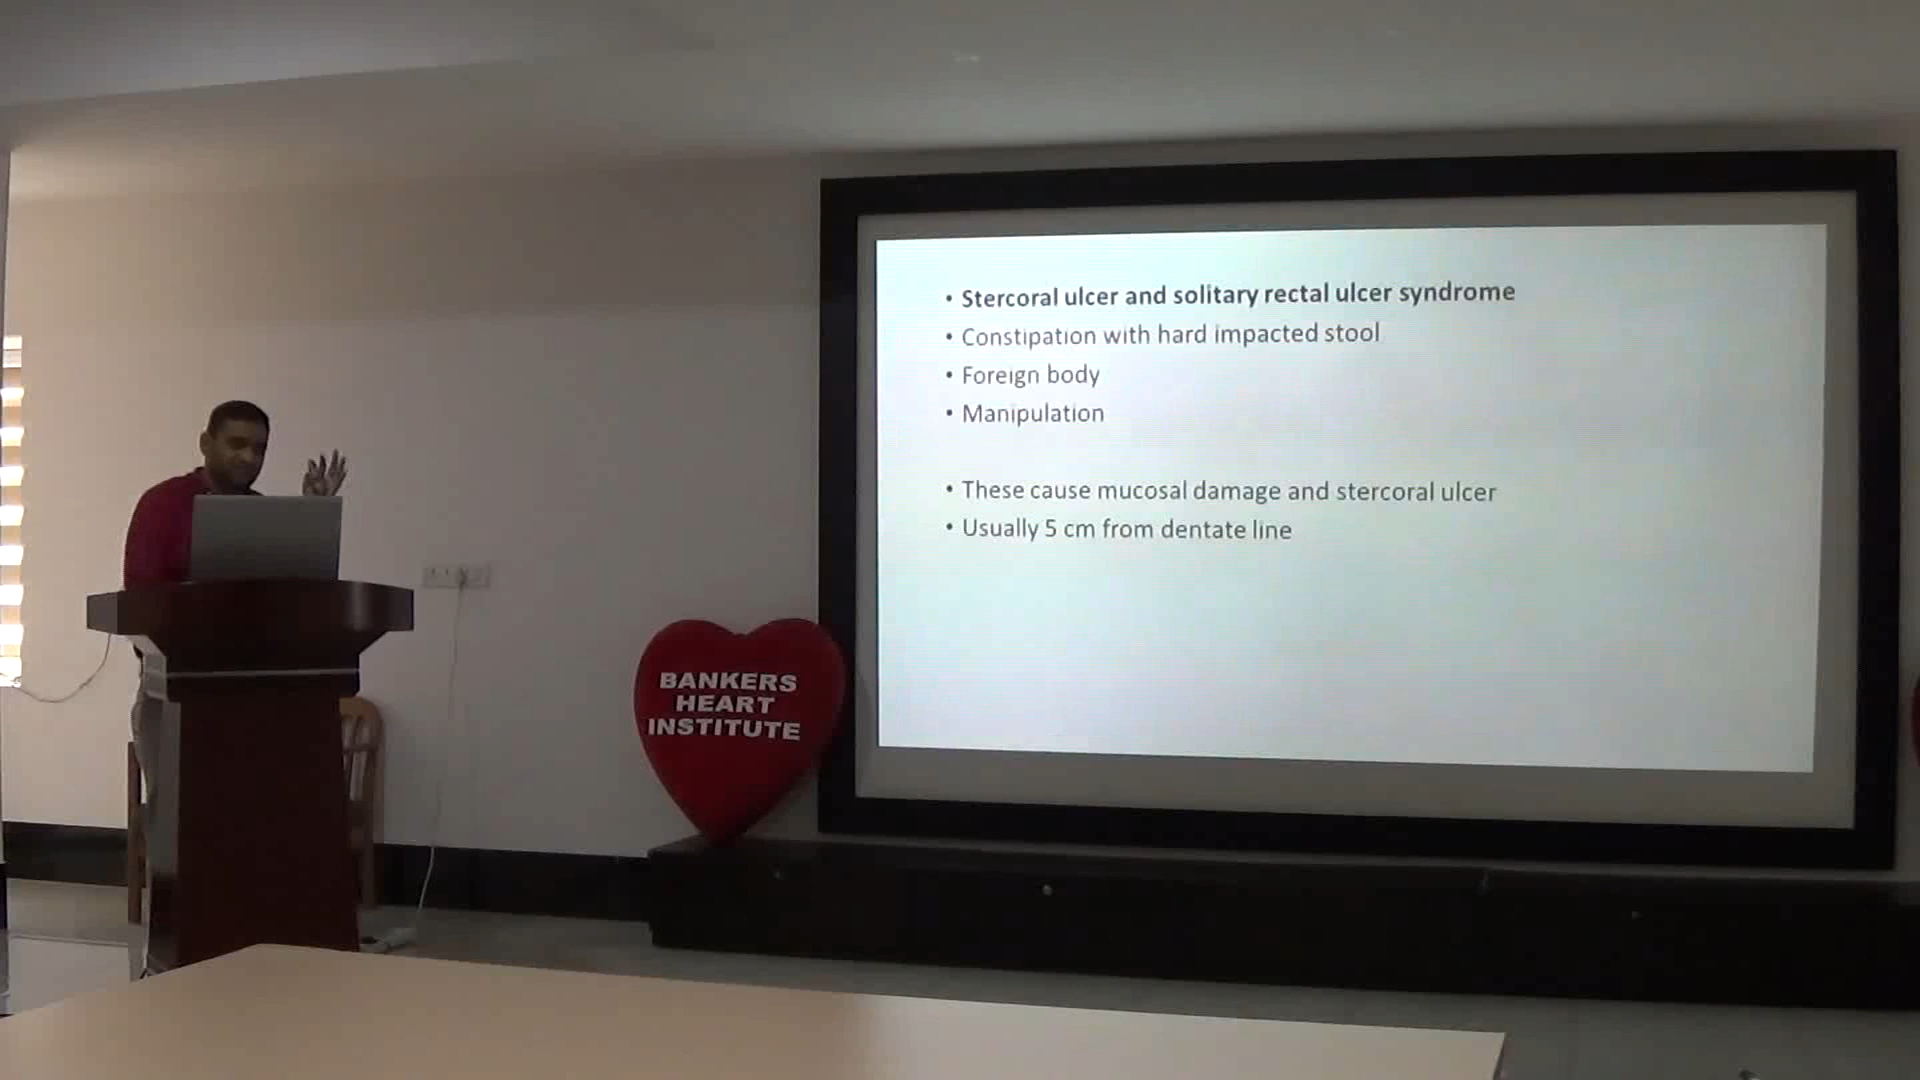 • Stercoral ulcer and solitary rectal ulcer syndrome
• Constipation with hard impacted stool
• Foreign body
• Manipulation
• These cause mucosal damage and stercoral ulcer
• Usually 5 cm from dentate line
BANKERS
HEART
INSTITUTE